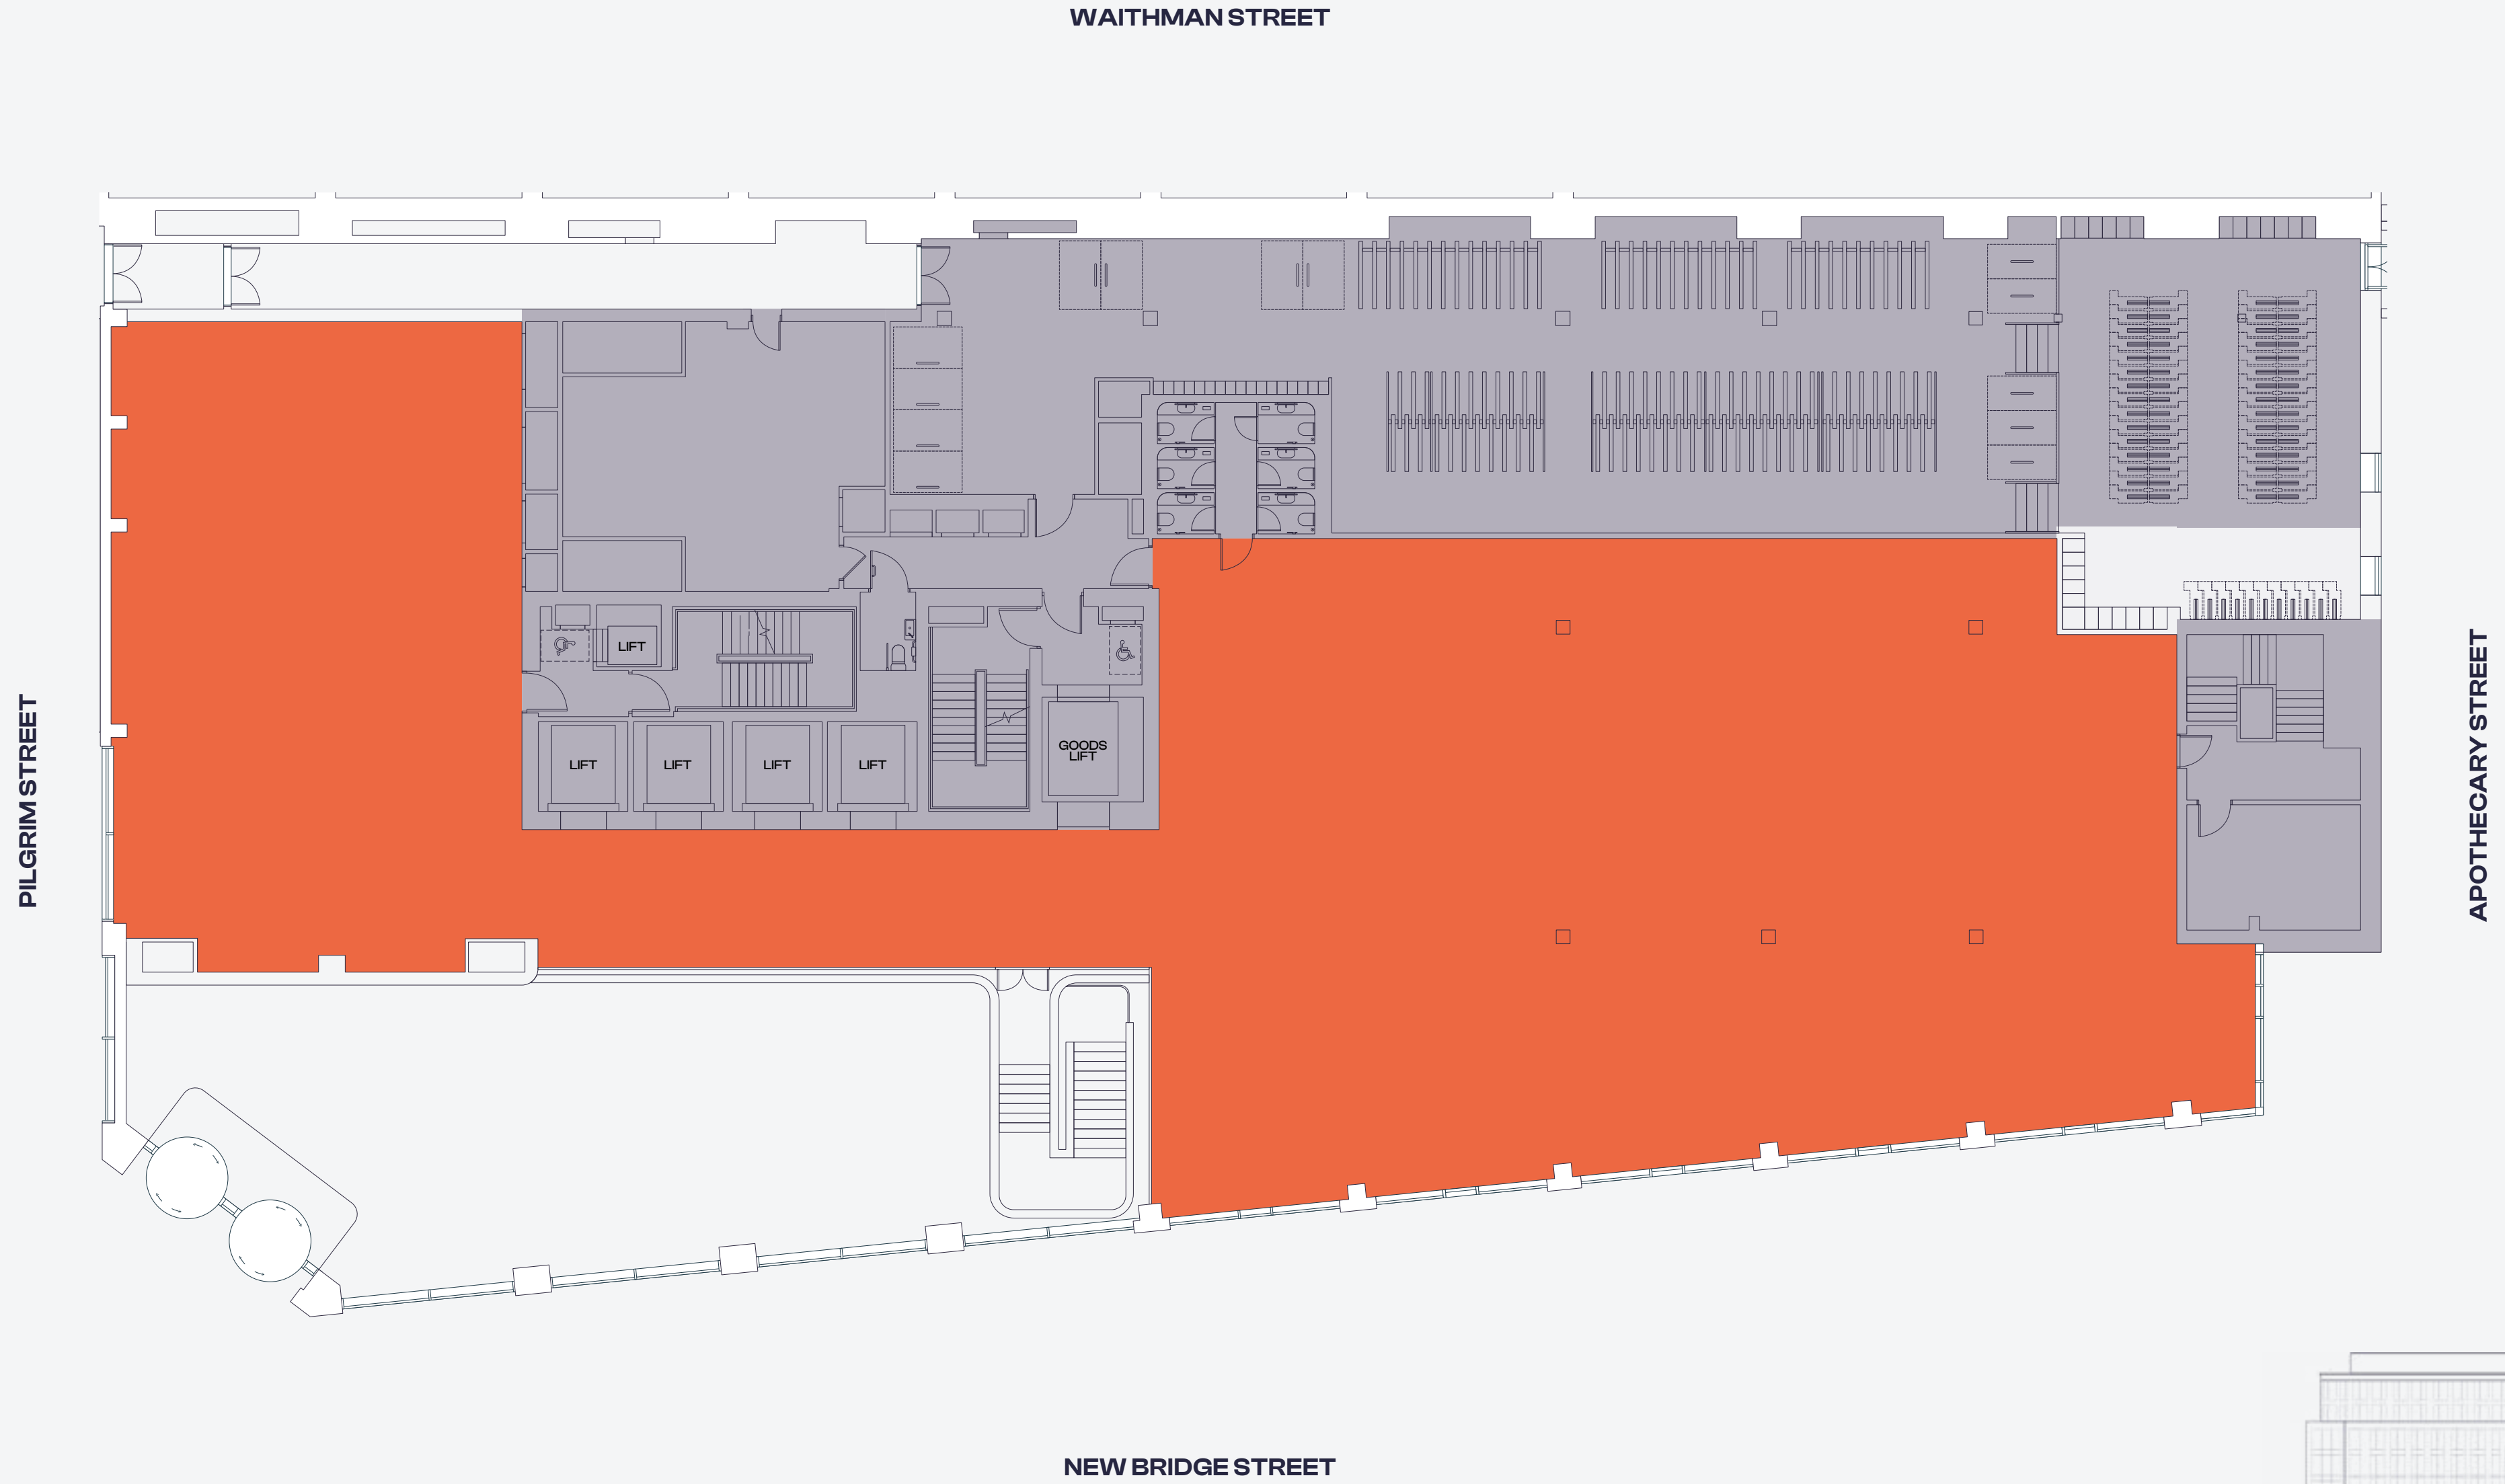 WAITHMAN STREET
PILGRIM STREET
APOTHECARY STREET
LIFT
GOODS
LIFT
LIFT
LIFT
LIFT
LIFT
NEW BRIDGE STREET